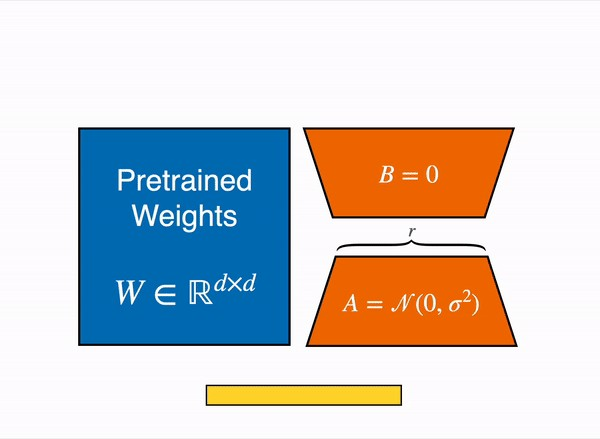 Pretrained
Weights
W ∈ ℝ^{d×d}
B = 0
r
A = 𝒩(0, σ²)